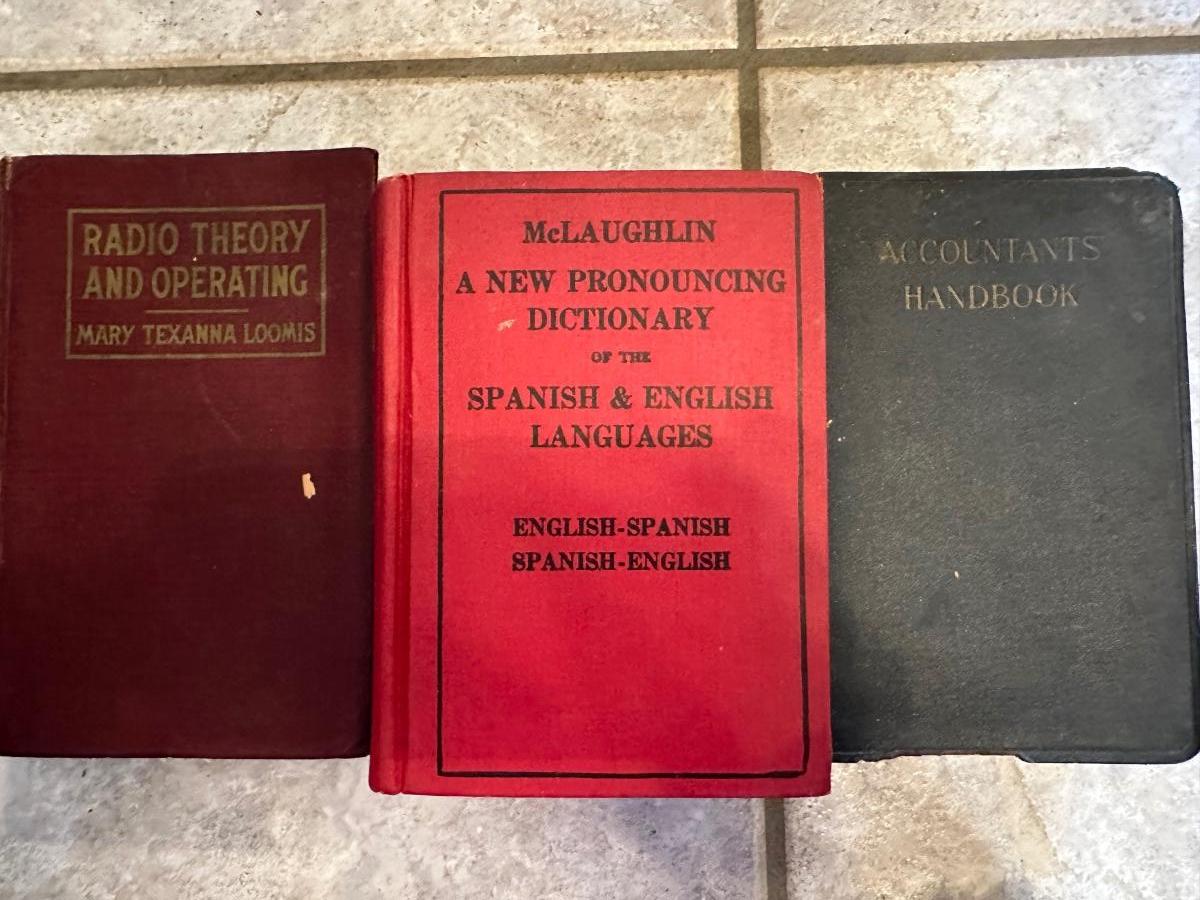 RADIO THEORY
AND OPERATING
MARY TEXANNA LOOMIS
McLAUGHLIN
A NEW PRONOUNCING
DICTIONARY
OF THE
SPANISH & ENGLISH
LANGUAGES
ENGLISH-SPANISH
SPANISH-ENGLISH
ACCOUNTANTS'
HANDBOOK